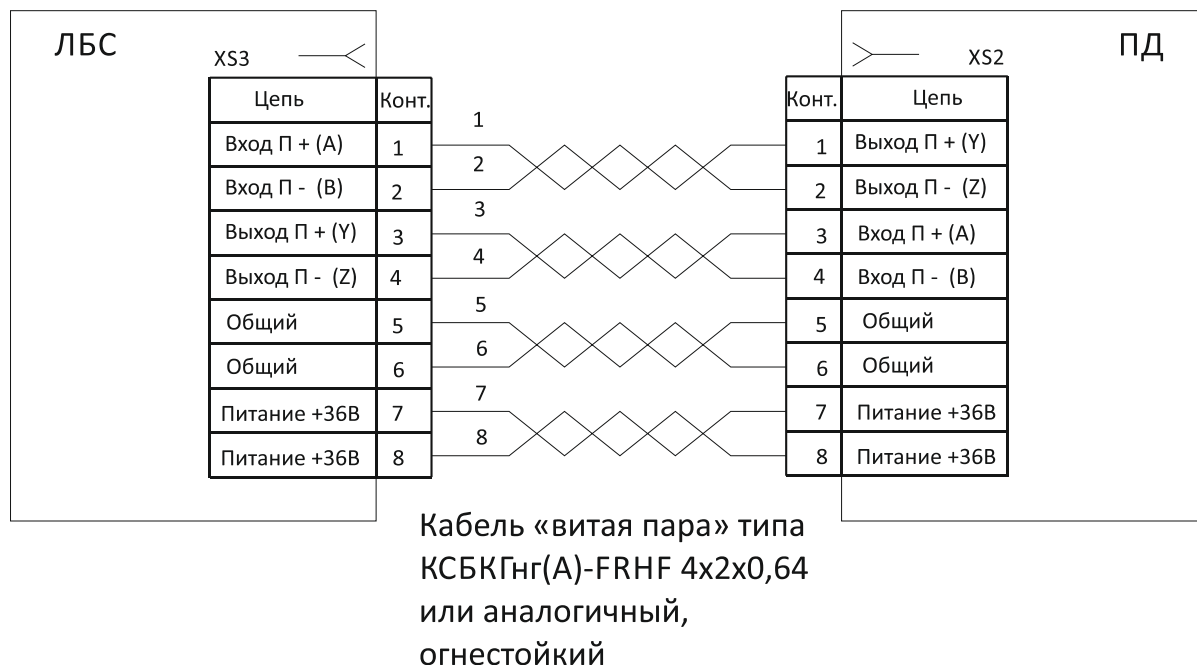 ЛБС
ПД
XS3
XS2
Цепь Конт.
Конт. Цепь
Вход П + (A) 1
1
1 Выход П + (Y)
Вход П - (B) 2
2
2 Выход П - (Z)
Выход П + (Y) 3
3
3 Вход П + (A)
Выход П - (Z) 4
4
4 Вход П - (B)
Общий 5
5
5 Общий
Общий 6
6
6 Общий
Питание +36В 7
7
7 Питание +36В
Питание +36В 8
8
8 Питание +36В
Кабель «витая пара» типа
КСБКГнг(А)-FRHF 4х2х0,64
или аналогичный,
огнестойкий